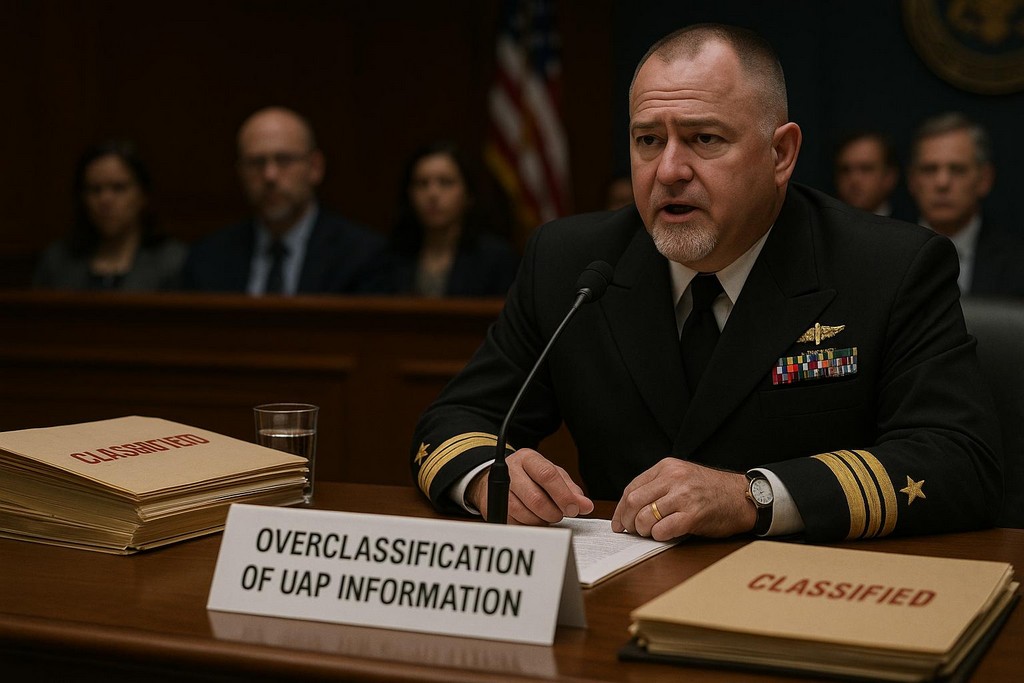 CLASSIFIED
OVERCLASSIFICATION
OF UAP INFORMATION